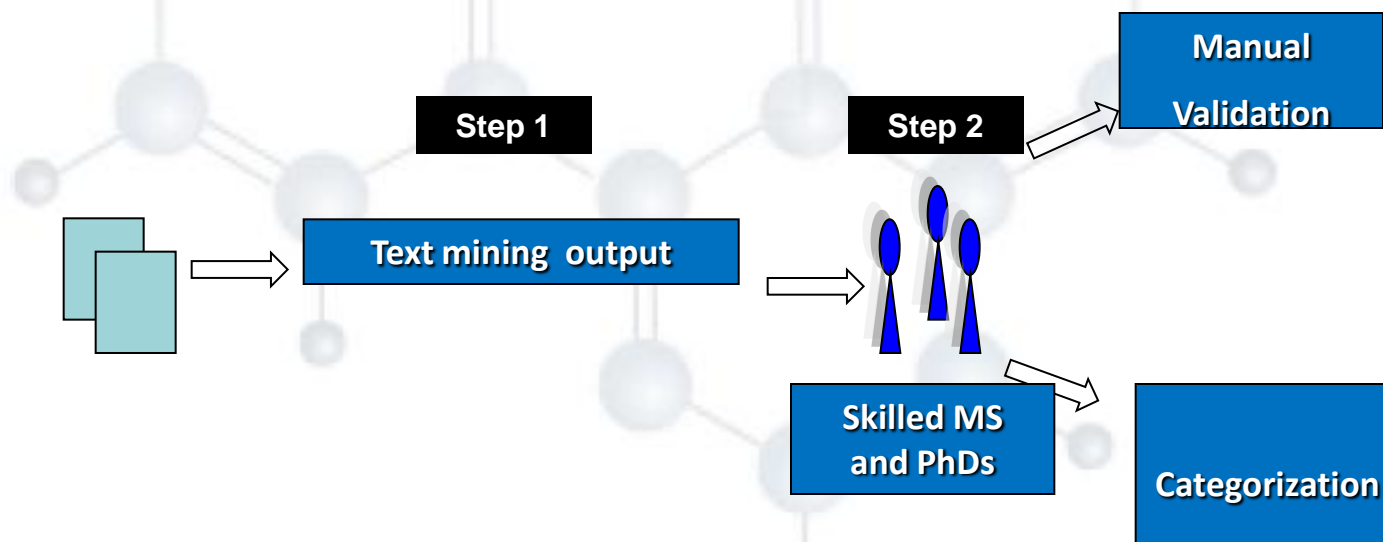 Step 1
Text mining output
Step 2
Manual
Validation
Skilled MS
and PhDs
Categorization